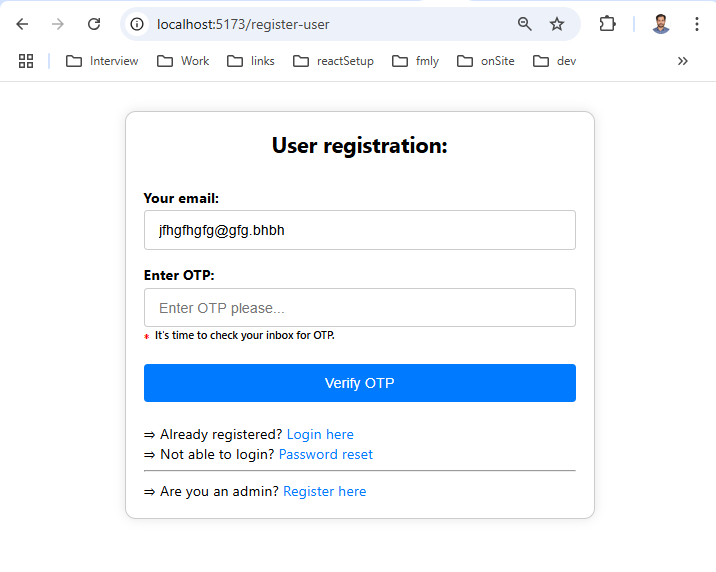 localhost:5173/register-user
Interview Work links reactSetup fmly onSite dev
User registration:
Your email:
jfhgfhgfg@gfg.bhbh
Enter OTP:
Enter OTP please...
* It's time to check your inbox for OTP.
Verify OTP
⇒ Already registered? Login here
⇒ Not able to login? Password reset
⇒ Are you an admin? Register here